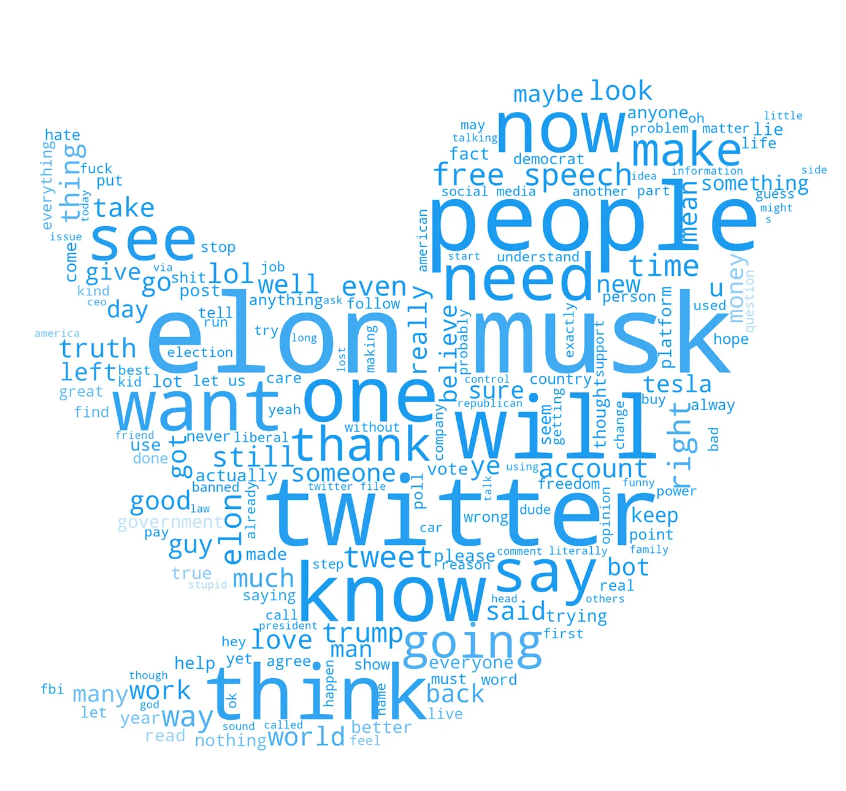 maybe look
little
hate
may
now
anyone
oh
talking
problem matter lie
everything
thing
fuck
fact
democrat
make
life
put
free speech
idea
information
side
today
take
social media
another part
mean
something
guess
people
might
s
issue
see
stop
american
start
understand
time
come
give
via
go
shit
lol
job
well
even
need
new
u
money
question
kind
post
anything
ask
follow
really
person
used
ceo
day
tell
run
elon musk
america
try
long
making
believe
probably
exactly
support
platform
hope
truth
election
lost
left
best
kid
lot
let us
care
one
control
sure
country
thought
tesla
great
want
republican
will
seem
getting
change
buy
alway
find
yeah
company
right
bad
friend
use
got
never
liberal
without
thank
done
still
actually
someone
vote
ye
using
account
funny
banned
twitter file
poll
talk
freedom
power
good
law
already
twitter
opinion
keep
government
elon
car
wrong
dude
point
pay
guy
made
tweet
please
comment
literally
family
reason
say
bot
true
stupid
much
step
know
real
saying
head
others
call
said
trying
president
hey
love
trump
going
first
man
help
yet
agree
show
everyone
though
happen
must
word
fbi
many
work
think
name
back
god
ok
let
year
way
live
sound
called
better
read
nothing
world
feel